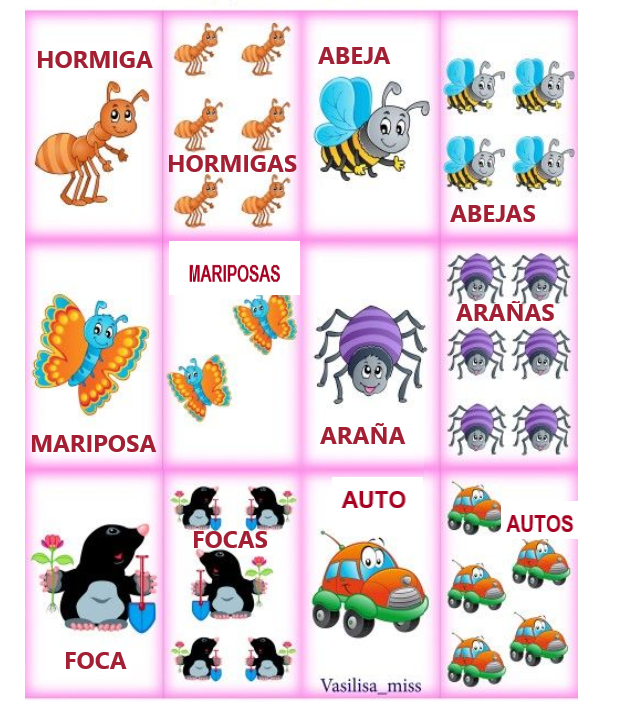 HORMIGA
HORMIGAS
ABEJA
ABEJAS
MARIPOSA
MARIPOSAS
ARAÑA
ARAÑAS
FOCA
FOCAS
AUTO
AUTOS
Vasilisa_miss